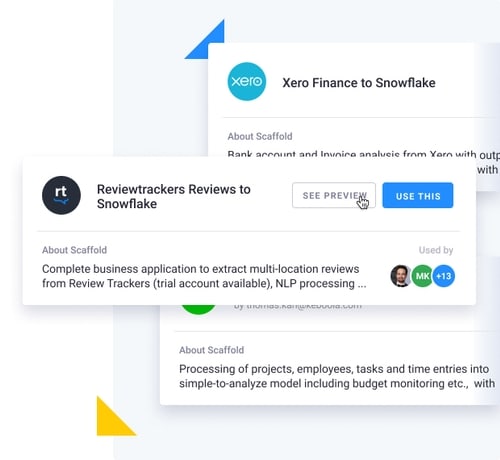 xero
Xero Finance to Snowflake
About Scaffold
Bank account and Invoice analysis from Xero with outp
with
rt
Reviewtrackers Reviews to
Snowflake
SEE PREVIEW
USE THIS
About Scaffold
Used by
Complete business application to extract multi-location reviews
from Review Trackers (trial account available), NLP processing ...
MK
+13
by thomas.kan@keboola.com
About Scaffold
Processing of projects, employees, tasks and time entries into
simple-to-analyze model including budget monitoring etc., with